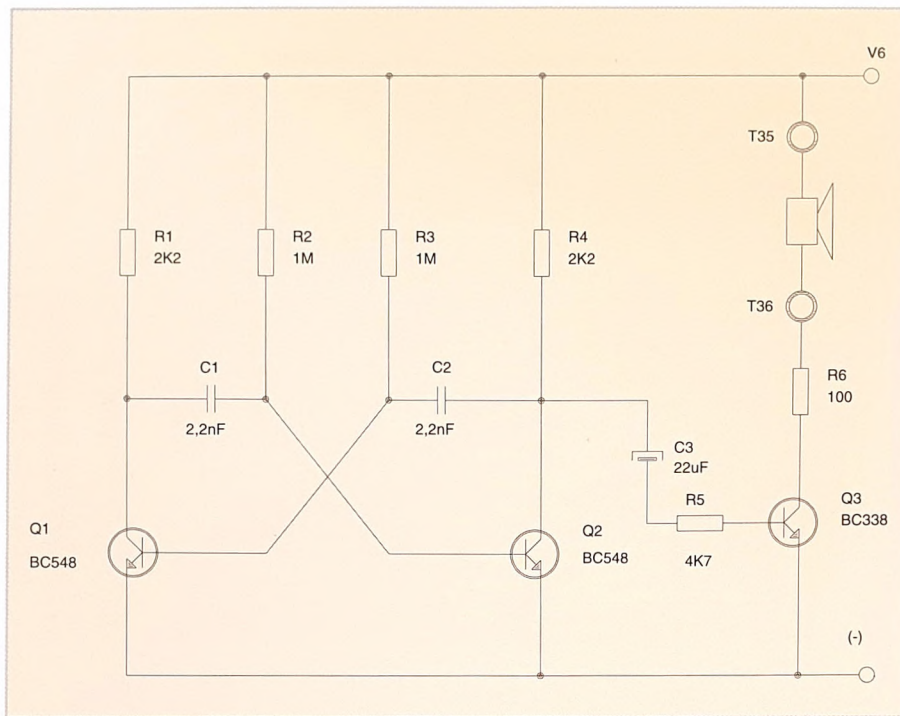 V6
T35
R1
2K2
R2
1M
R3
1M
R4
2K2
T36
C1
2,2nF
C2
2,2nF
R6
100
C3
22uF
R5
4K7
Q3
BC338
Q1
BC548
Q2
BC548
(-)